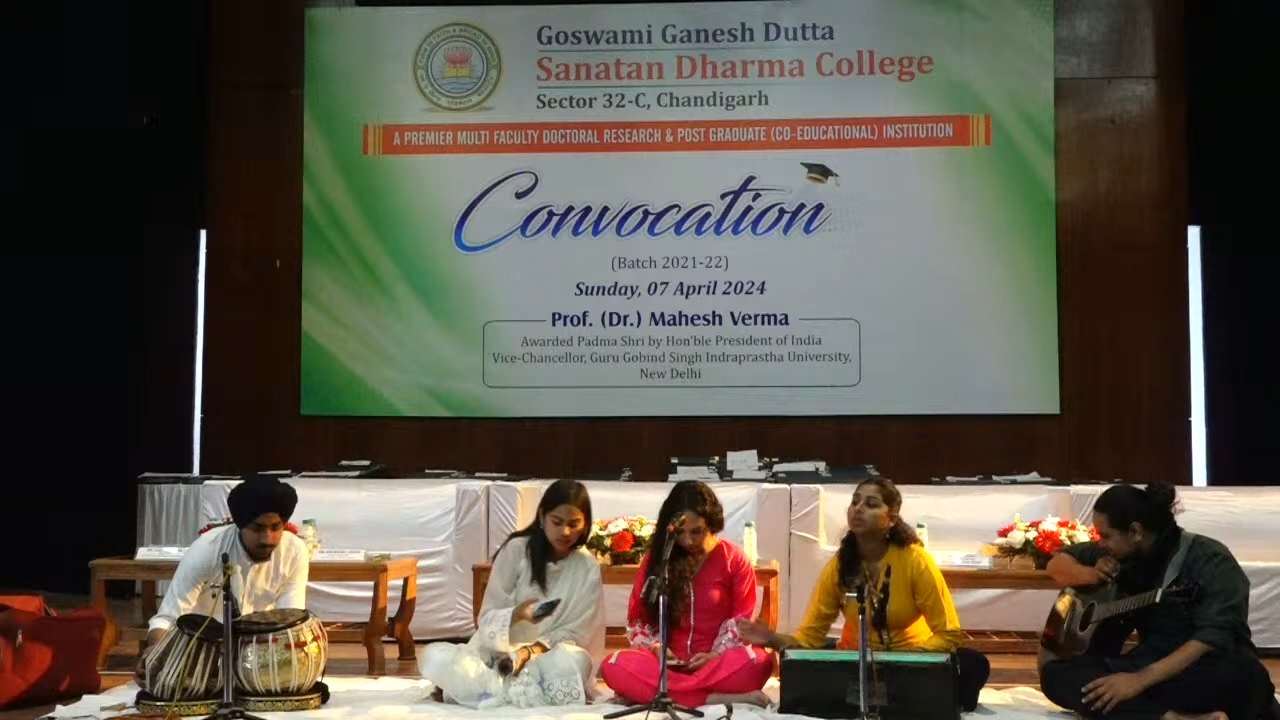 Goswami Ganesh Dutta
Sanatan Dharma College
Sector 32-C, Chandigarh
A PREMIER MULTI FACULTY DOCTORAL RESEARCH & POST GRADUATE (CO-EDUCATIONAL) INSTITUTION
Convocation
(Batch 2021-22)
Sunday, 07 April 2024
Prof. (Dr.) Mahesh Verma
Awarded Padma Shri by Hon'ble President of India
Vice-Chancellor, Guru Gobind Singh Indraprastha University,
New Delhi